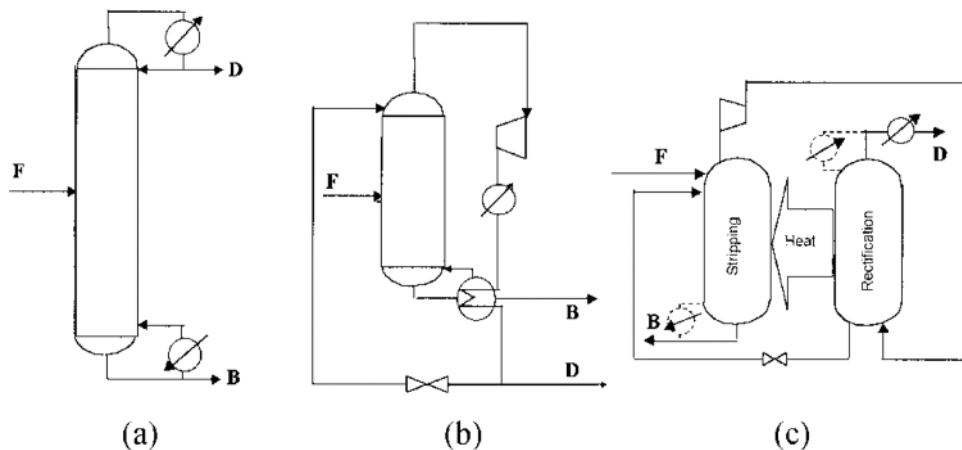 D
F
B
(a)
F
B
D
(b)
F
D
Stripping
Heat
Rectification
B
(c)